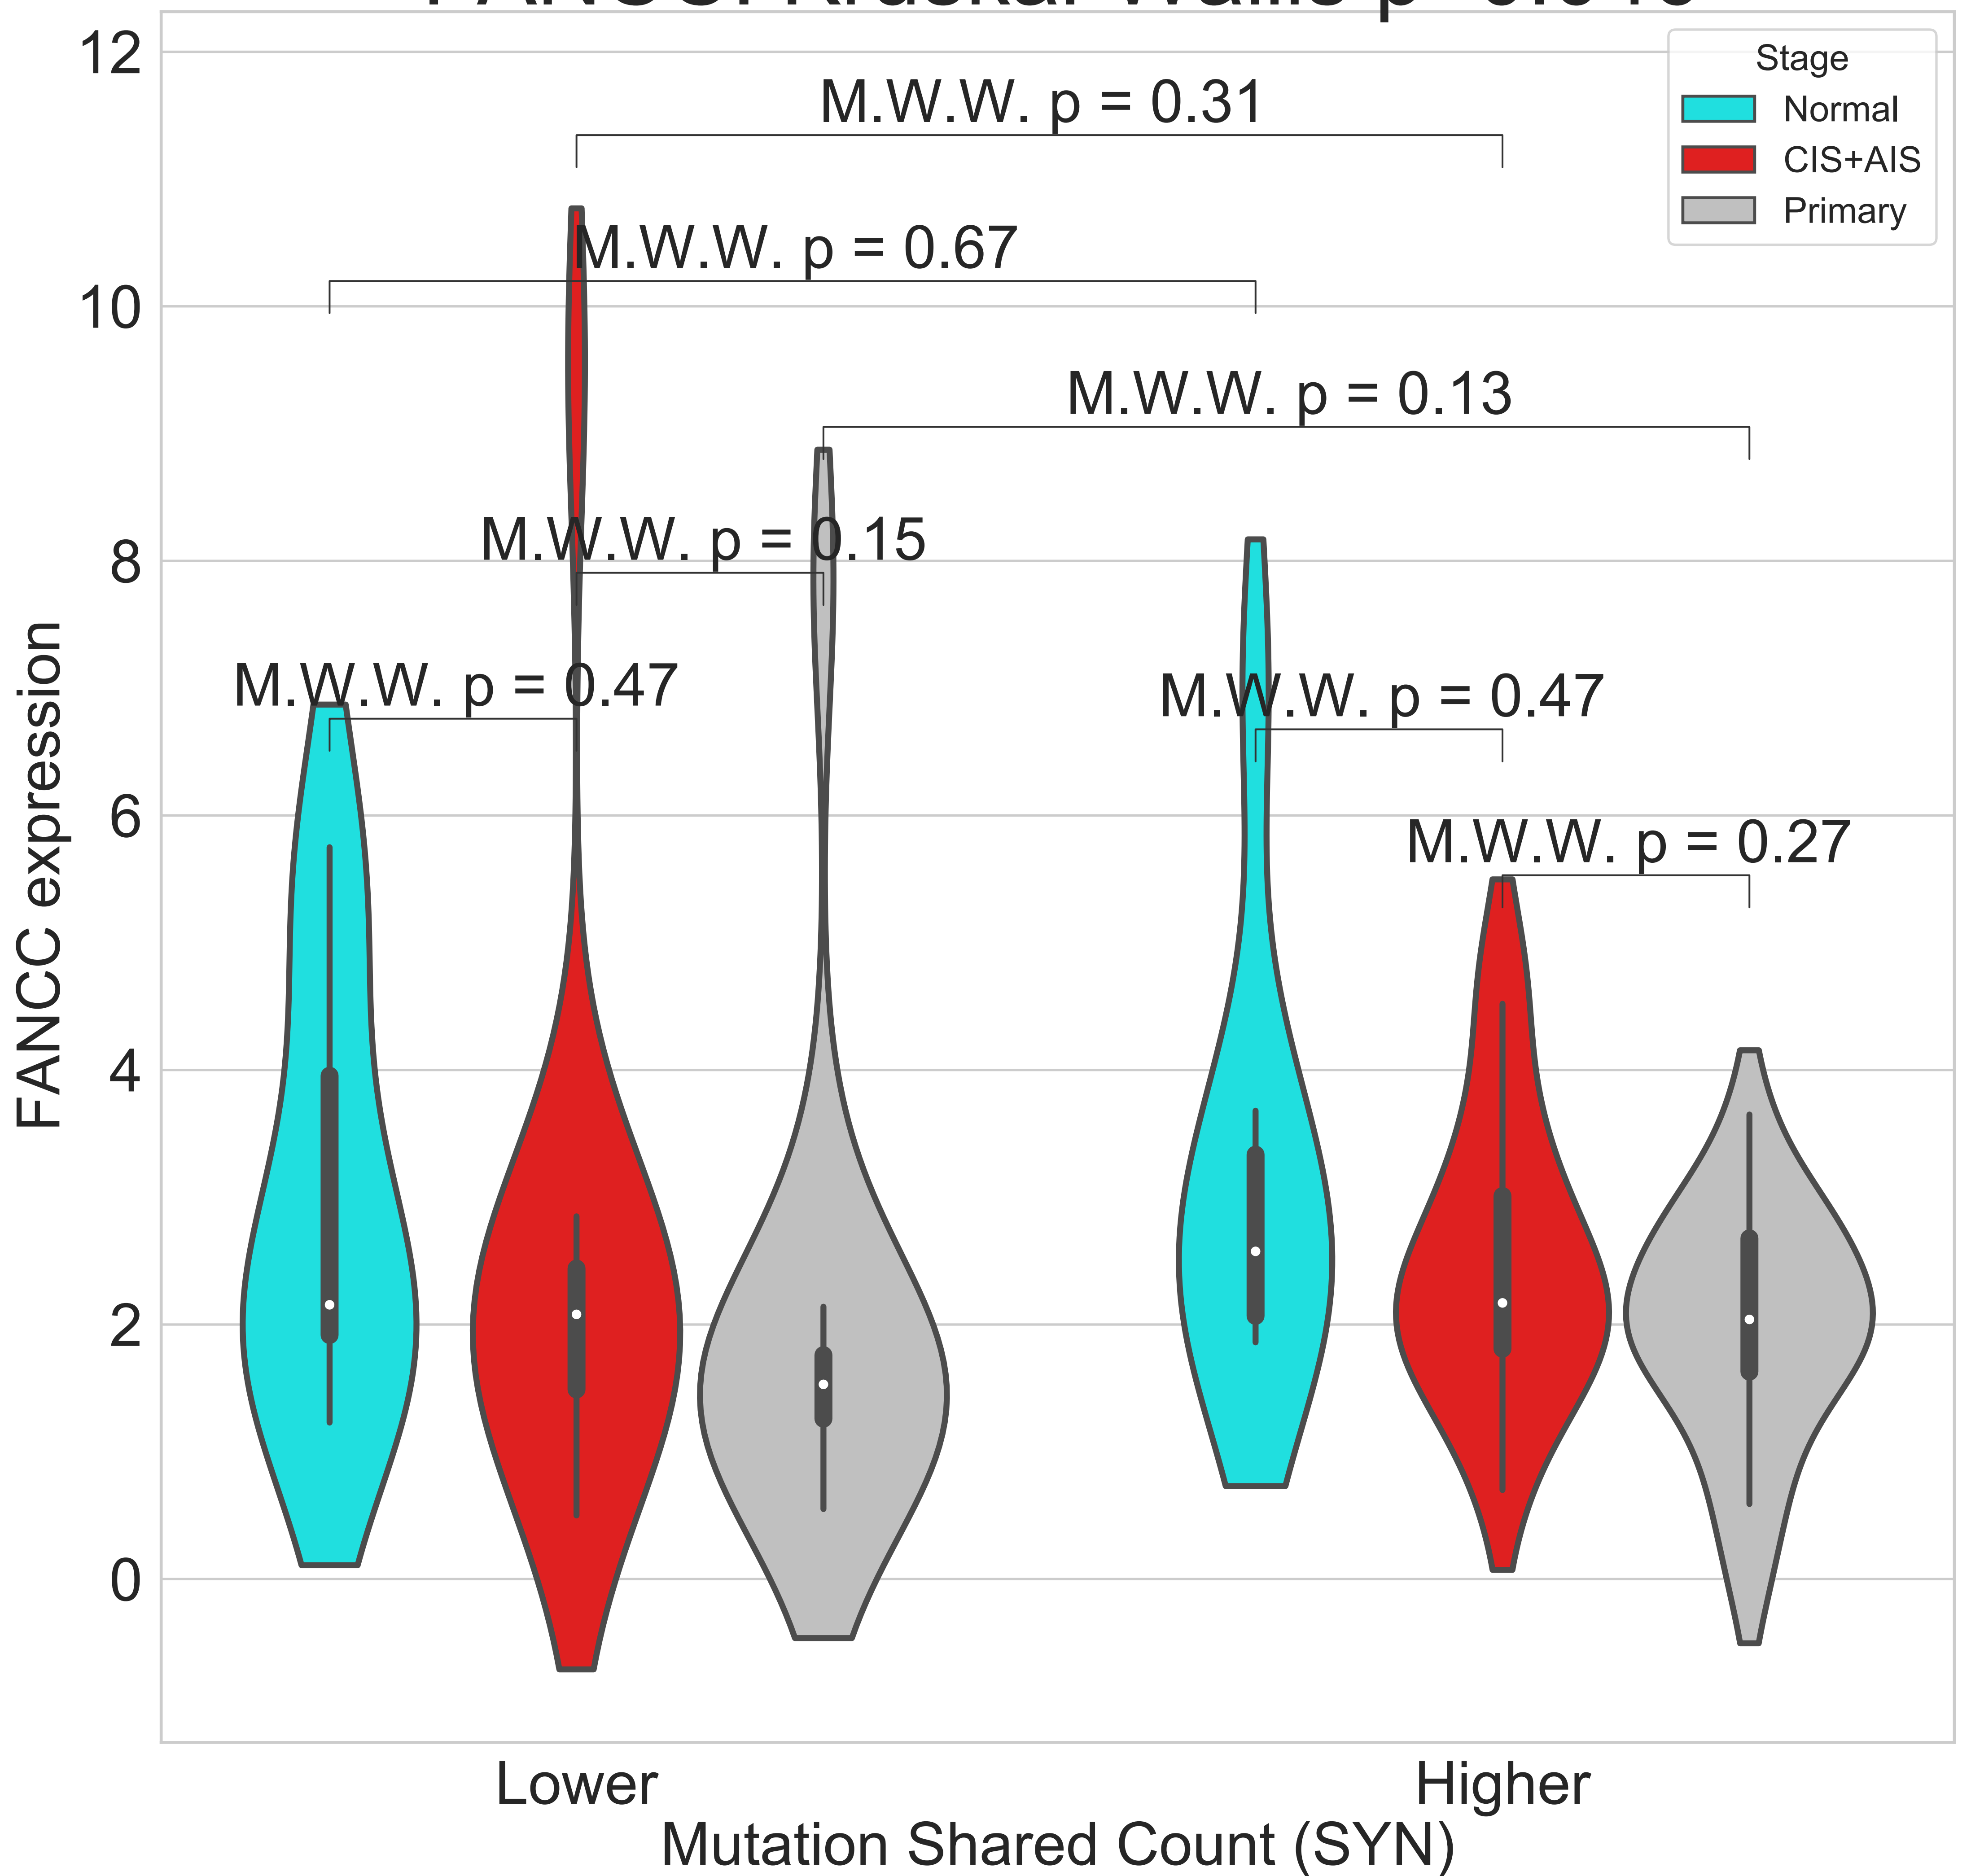 12
Stage
Normal
CIS+AIS
Primary
M.W.W. p = 0.31
M.W.W. p = 0.67
10
M.W.W. p = 0.13
M.W.W. p = 0.15
8
M.W.W. p = 0.47
M.W.W. p = 0.47
6
M.W.W. p = 0.27
FANCC expression
4
2
0
Lower
Higher
Mutation Shared Count (SYN)